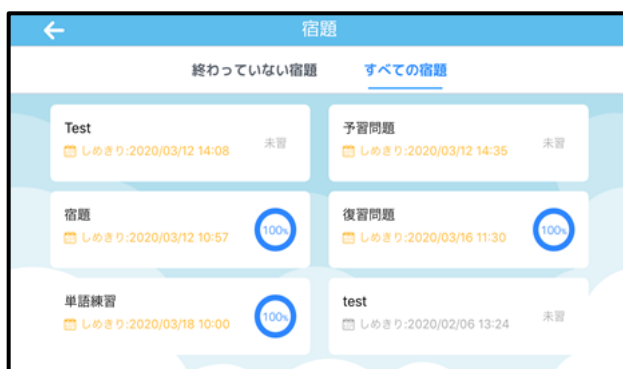 宿題
終わっていない宿題 すべての宿題
Test
しめきり:2020/03/12 14:08
未習
予習問題
しめきり:2020/03/12 14:35
未習
宿題
しめきり:2020/03/12 10:57
100%
復習問題
しめきり:2020/03/16 11:30
100%
単語練習
しめきり:2020/03/18 10:00
100%
test
しめきり:2020/02/06 13:24
未習